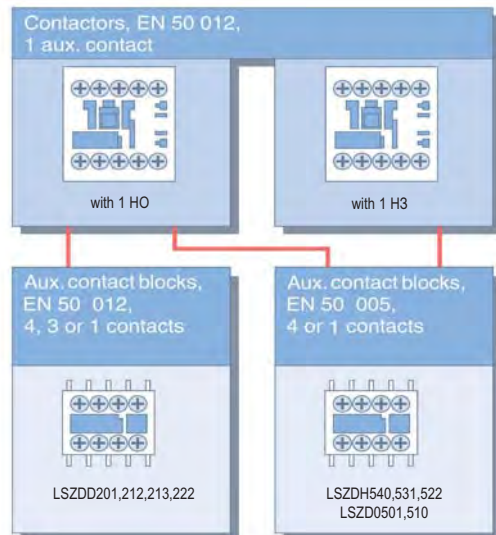 Contactors, EN 50 012,
1 aux. contact
with 1 HO
with 1 H3
Aux. contact blocks,
EN 50 012,
4, 3 or 1 contacts
LSZDD201,212,213,222
Aux. contact blocks,
EN 50 005,
4 or 1 contacts
LSZDH540,531,522
LSZD0501,510